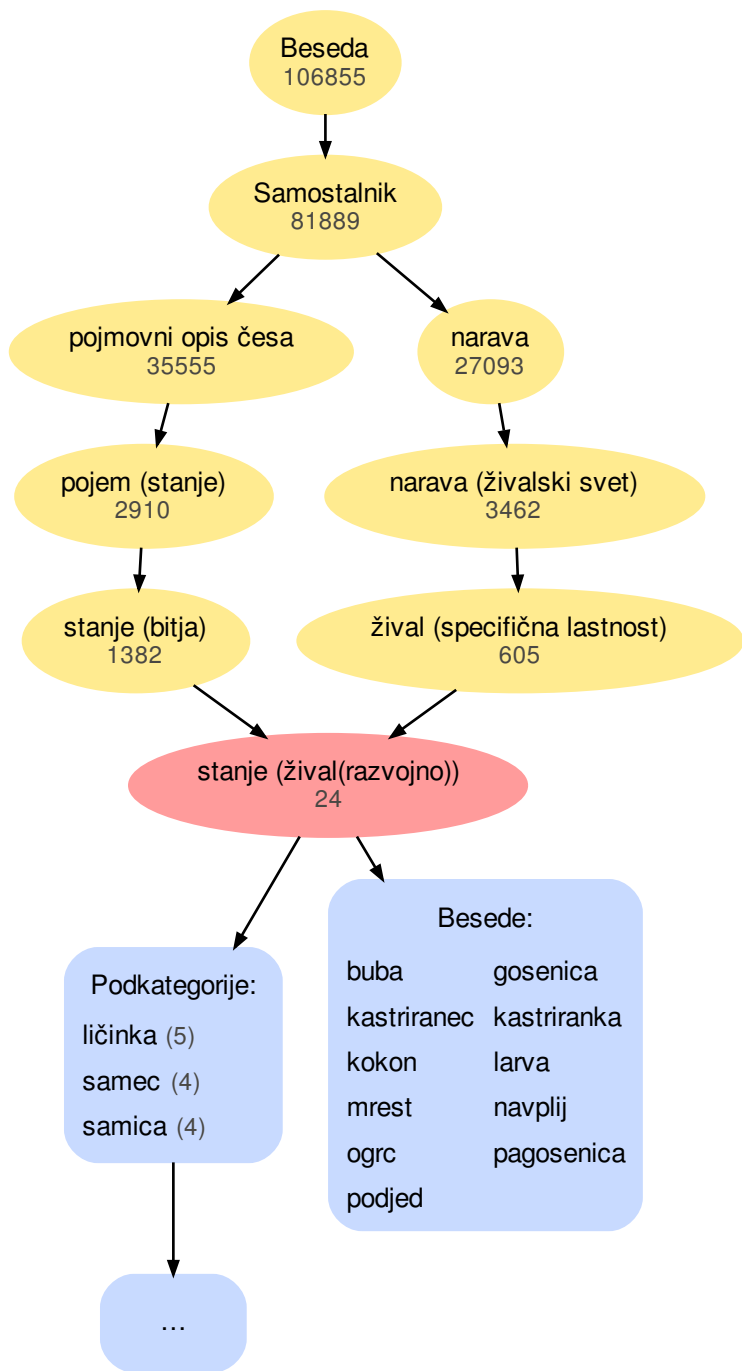 Beseda
106855
Samostalnik
81889
pojmovni opis česa
35555
narava
27093
pojem (stanje)
2910
narava (živalski svet)
3462
stanje (bitja)
1382
žival (specifična lastnost)
605
stanje (žival(razvojno))
24
Podkategorije:
ličinka (5)
samec (4)
samica (4)
...
Besede:
buba gosenica
kastriranec kastriranka
kokon larva
mrest navplij
ogrc pagosenica
podjed